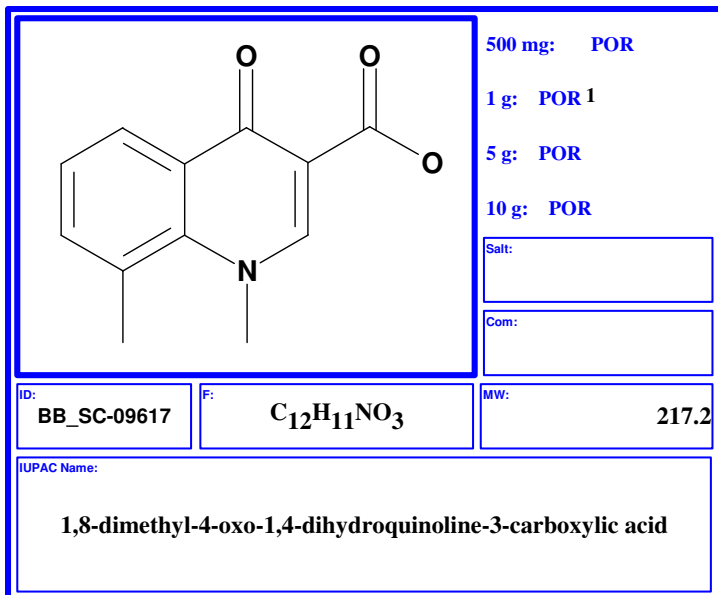 O O
O
N
500 mg: POR
1 g: POR 1
5 g: POR
10 g: POR
Salt:
Com:
ID:
BB_SC-09617
F:
C12H11NO3
MW:
217.2
IUPAC Name:
1,8-dimethyl-4-oxo-1,4-dihydroquinoline-3-carboxylic acid